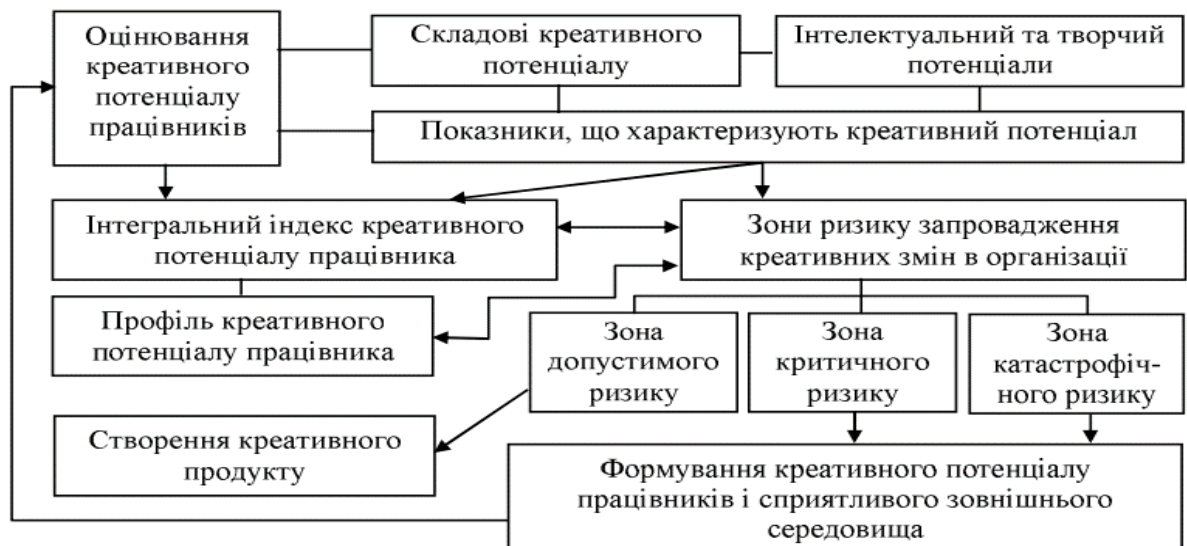 Оцінювання
креативного
потенціалу
працівників
Складові креативного
потенціалу
Інтелектуальний та творчий
потенціали
Показники, що характеризують креативний потенціал
Інтегральний індекс креативного
потенціалу працівника
Зони ризику запровадження
креативних змін в організації
Профіль креативного
потенціалу працівника
Зона
допустимого
ризику
Зона
критичного
ризику
Зона
катастрофіч-
ного ризику
Створення креативного
продукту
Формування креативного потенціалу
працівників і сприятливого зовнішнього
середовища